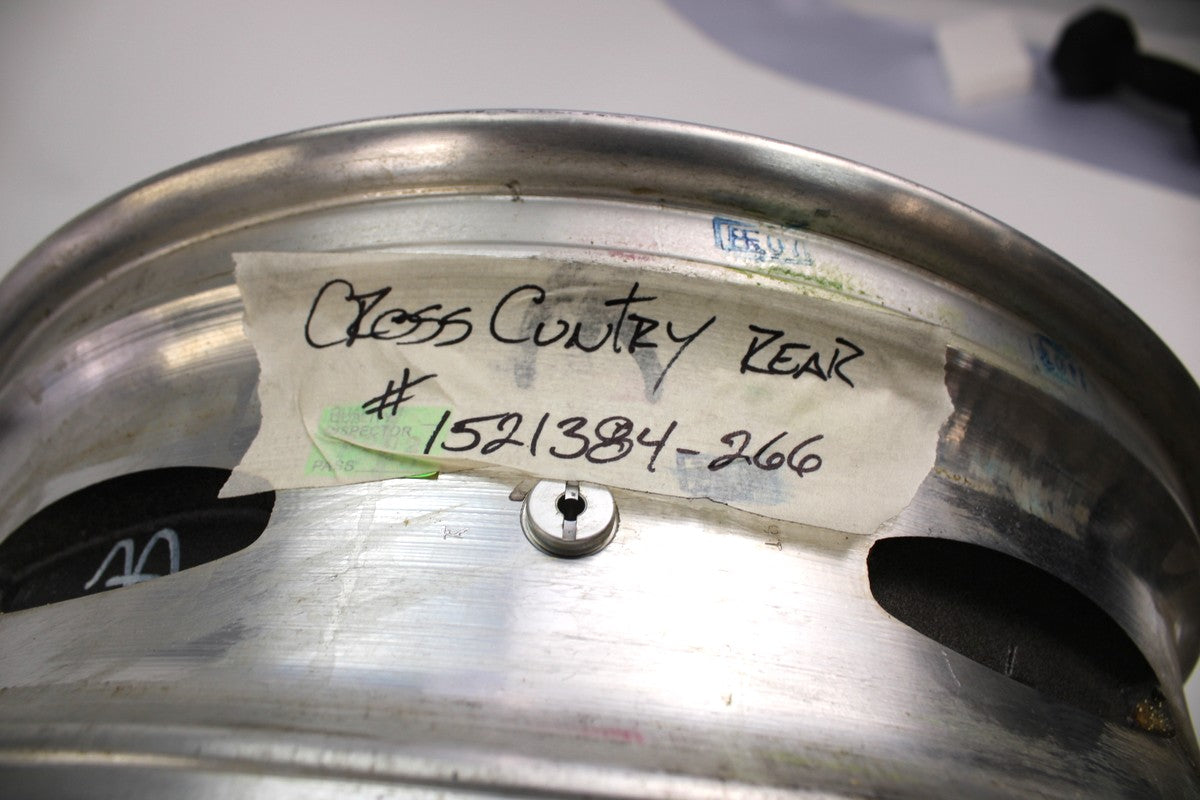 CROSS CUNTRY REAR
# 1521384-266
INSPECTOR
PASS